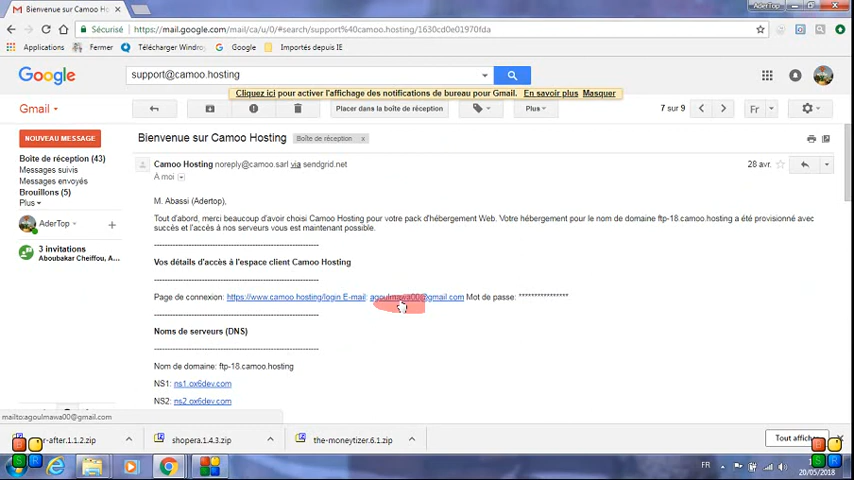 Bienvenue sur Camoo Ho
AderTop
Sécurisé | https://mail.google.com/mail/ca/u/0/#search/support%40camoo.hosting/1630cd0e01970fda
Applications Fermer Télécharger Windro Google Importés depuis IE
Google support@camoo.hosting
Cliquez ici pour activer l'affichage des notifications de bureau pour Gmail. En savoir plus Masquer
Gmail Placer dans la boîte de réception Plus 7 sur 9 Fr
NOUVEAU MESSAGE
Bienvenue sur Camoo Hosting Boîte de réception x
Boîte de réception (43)
Messages suivis
Messages envoyés
Brouillons (5)
Plus
AderTop
3 invitations
Aboubakar Cheiffou, A
Camoo Hosting noreply@camoo.sarl via sendgrid.net 28 avr.
À moi
M. Abassi (Adertop),
Tout d'abord, merci beaucoup d'avoir choisi Camoo Hosting pour votre pack d'hébergement Web. Votre hébergement pour le nom de domaine ftp-18.camoo.hosting a été provisionné avec
succès et l'accès à nos serveurs vous est maintenant possible.
Vos détails d'accès à l'espace client Camoo Hosting
Page de connexion: https://www.camoo.hosting/login E-mail: agoulmawa00@gmail.com Mot de passe: ***************
Noms de serveurs (DNS)
Nom de domaine: ftp-18.camoo.hosting
NS1: ns1.ox6dev.com
NS2: ns2.ox6dev.com
mailto:agoulmawa00@gmail.com
r-after.1.1.2.zip shopera.1.4.3.zip the-moneytizer.6.1.zip Tout affich
FR
20/05/2018